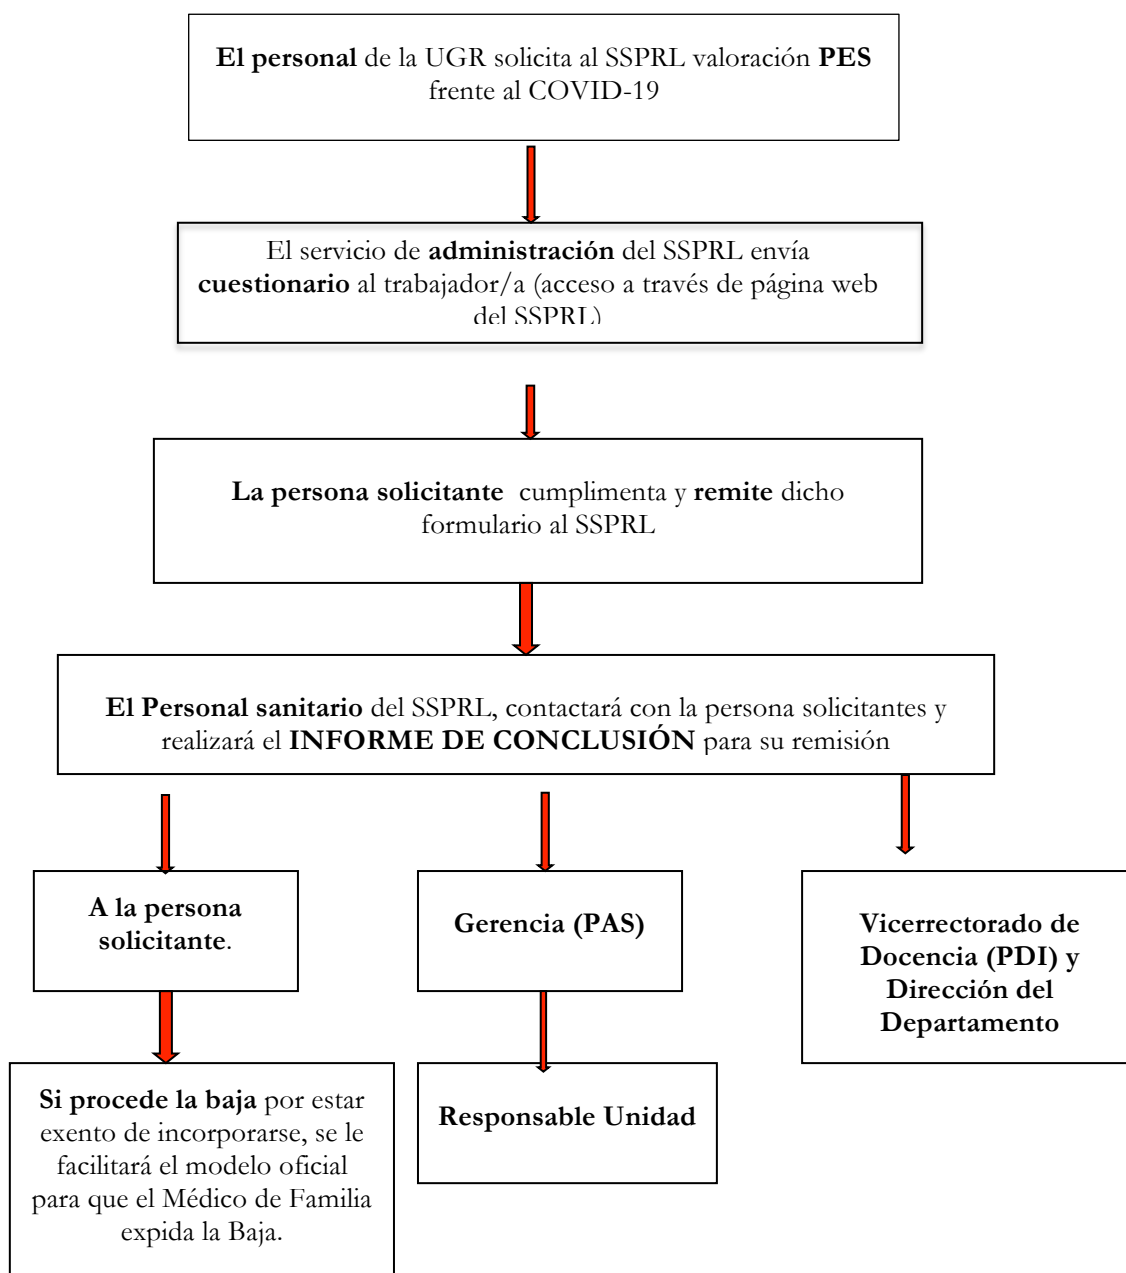 El personal de la UGR solicita al SSPRL valoración PES
frente al COVID-19
El servicio de administración del SSPRL envía
cuestionario al trabajador/a (acceso a través de página web
del SSPRL)
La persona solicitante cumplimenta y remite dicho
formulario al SSPRL
El Personal sanitario del SSPRL, contactará con la persona solicitantes y
realizará el INFORME DE CONCLUSIÓN para su remisión
A la persona
solicitante.
Gerencia (PAS)
Vicerrectorado de
Docencia (PDI) y
Dirección del
Departamento
Si procede la baja por estar
exento de incorporarse, se le
facilitará el modelo oficial
para que el Médico de Familia
expida la Baja.
Responsable Unidad